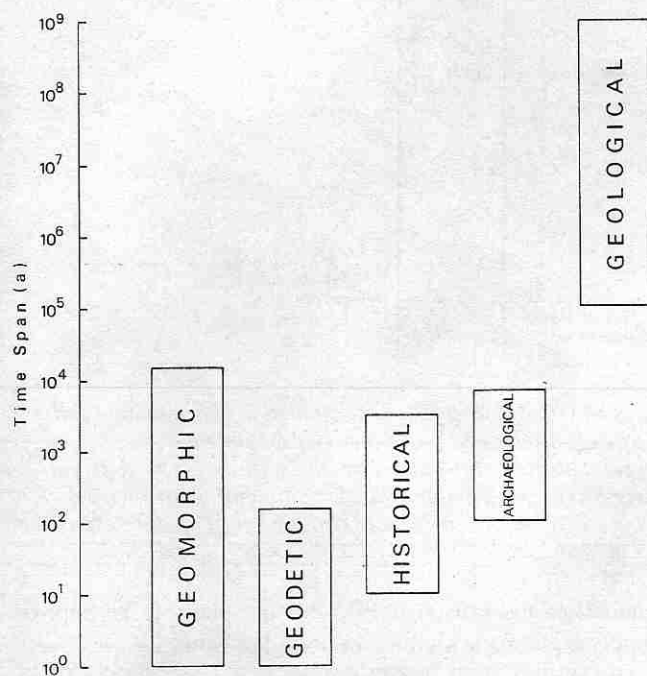 10⁹
10⁸
10⁷
10⁶
10⁵
10⁴
10³
10²
10¹
10⁰
Time Span (a)
GEOMORPHIC
GEODETIC
HISTORICAL
ARCHAEOLOGICAL
GEOLOGICAL